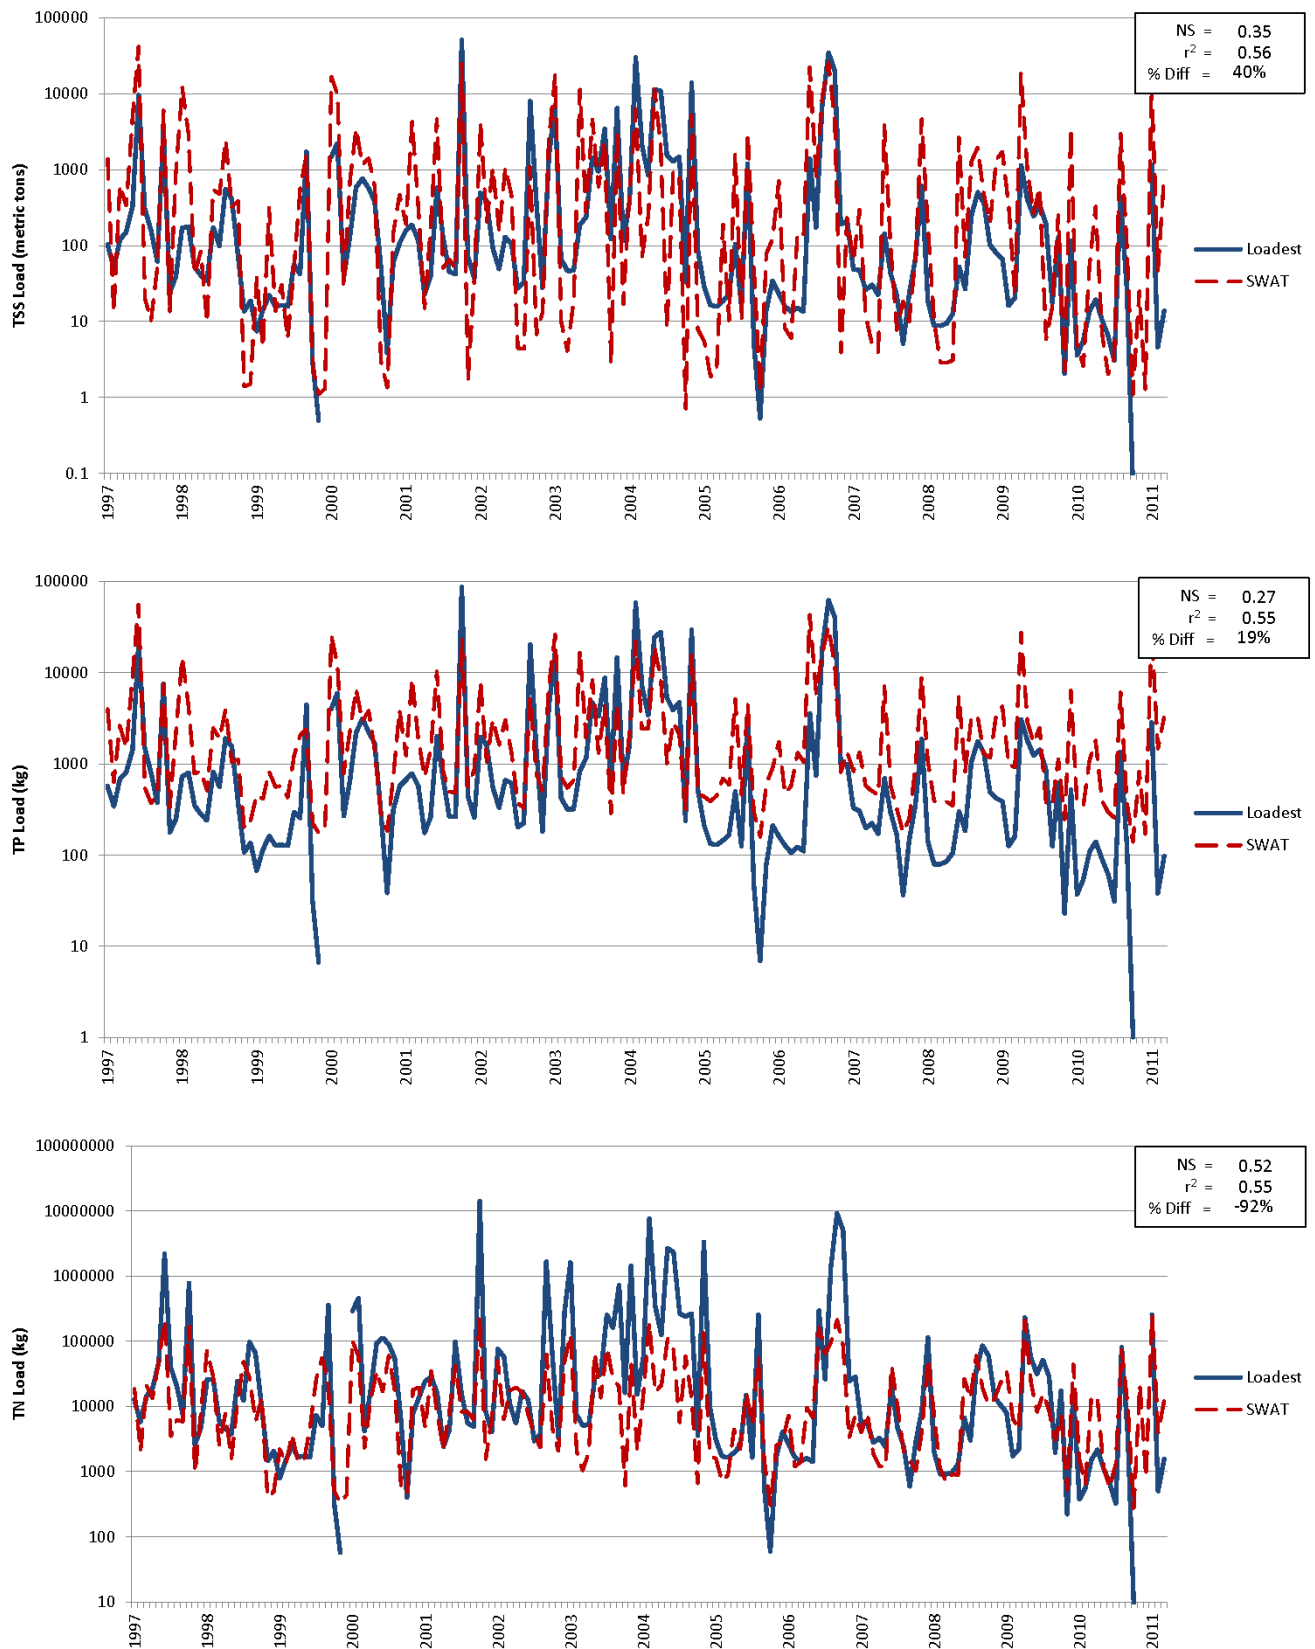 100000
10000
1000
100
10
1
0.1
TSS Load (metric tons)
NS = 0.35
r² = 0.56
% Diff = 40%
Loadest
SWAT
1997 1998 1999 2000 2001 2002 2003 2004 2005 2006 2007 2008 2009 2010 2011
100000
10000
1000
100
10
1
TP Load (kg)
NS = 0.27
r² = 0.55
% Diff = 19%
Loadest
SWAT
1997 1998 1999 2000 2001 2002 2003 2004 2005 2006 2007 2008 2009 2010 2011
100000000
10000000
1000000
100000
10000
1000
100
10
TN Load (kg)
NS = 0.52
r² = 0.55
% Diff = -92%
Loadest
SWAT
1997 1998 1999 2000 2001 2002 2003 2004 2005 2006 2007 2008 2009 2010 2011